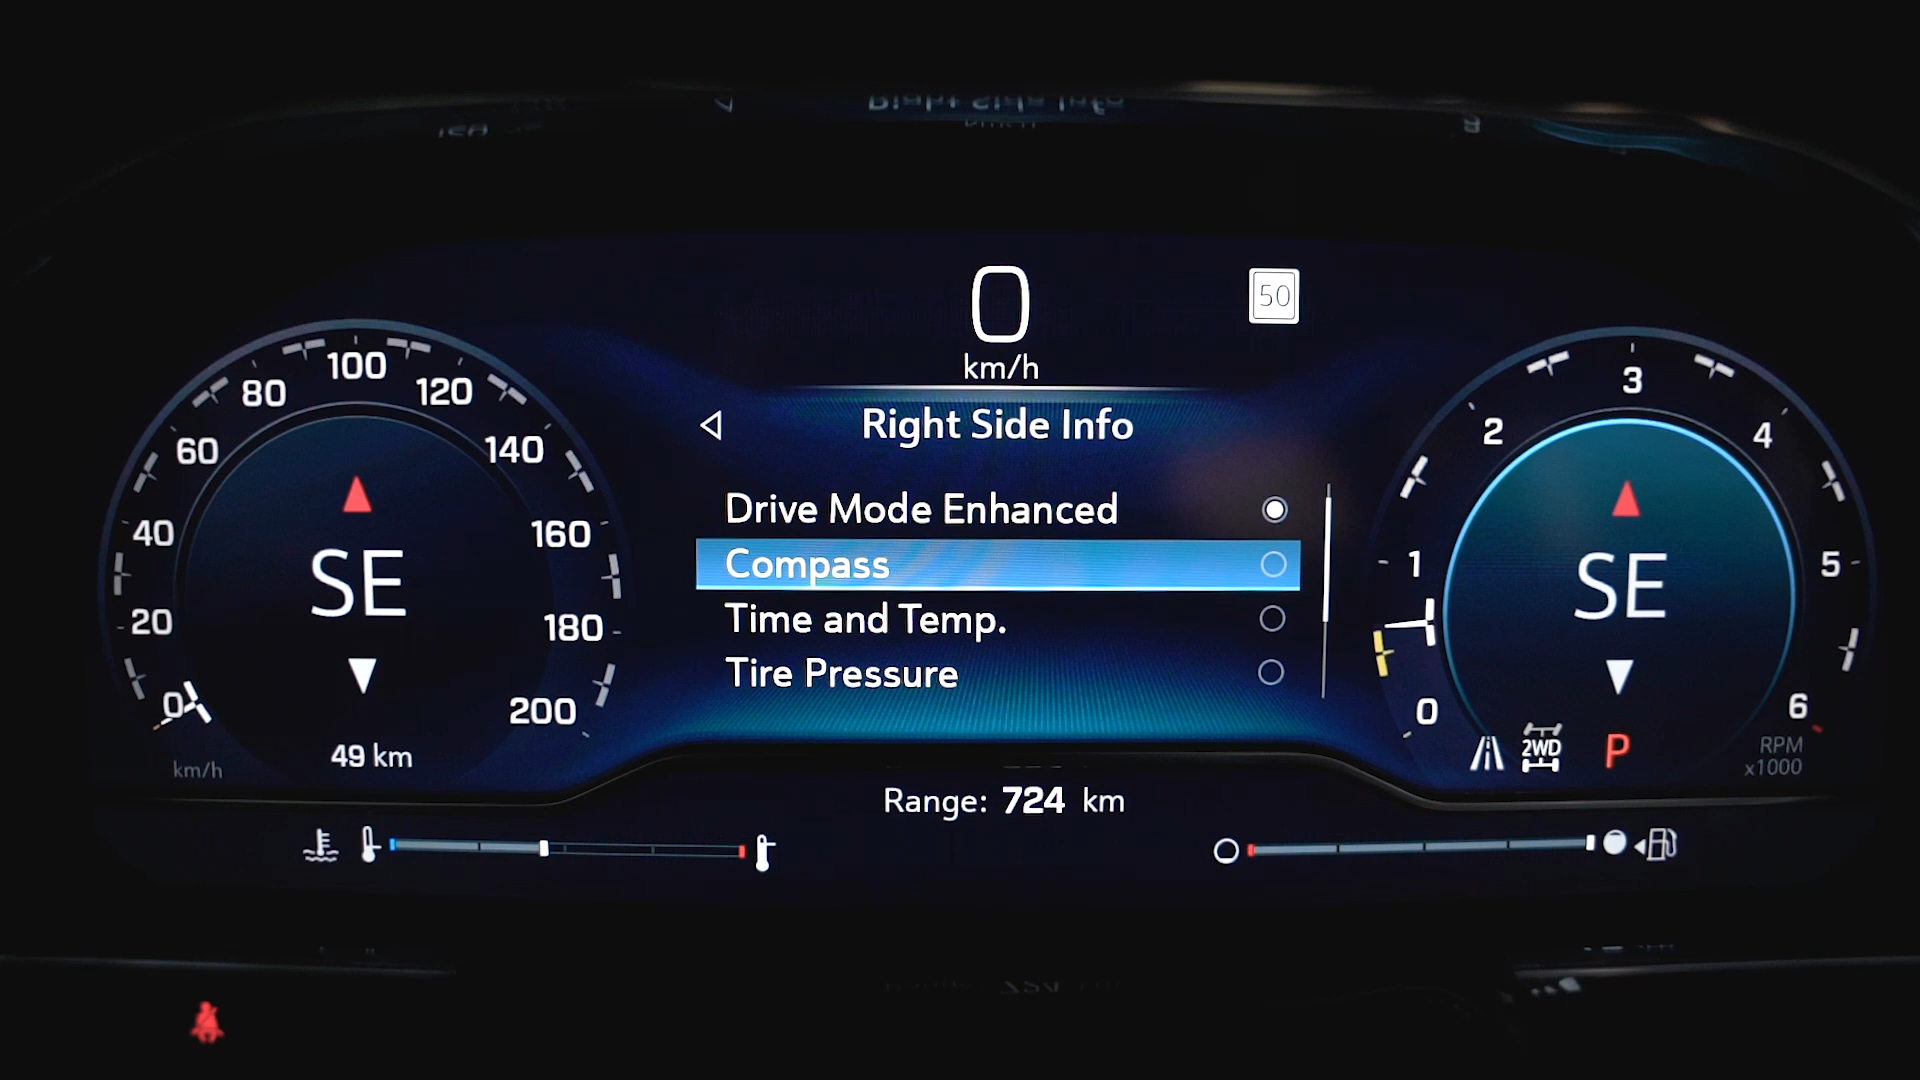 0
km/h
50
Right Side Info
Drive Mode Enhanced
Compass
Time and Temp.
Tire Pressure
0
20
40
60
80
100
120
140
160
180
200
SE
49 km
km/h
0
1
2
3
4
5
6
SE
2WD
P
RPM
x1000
Range: 724 km